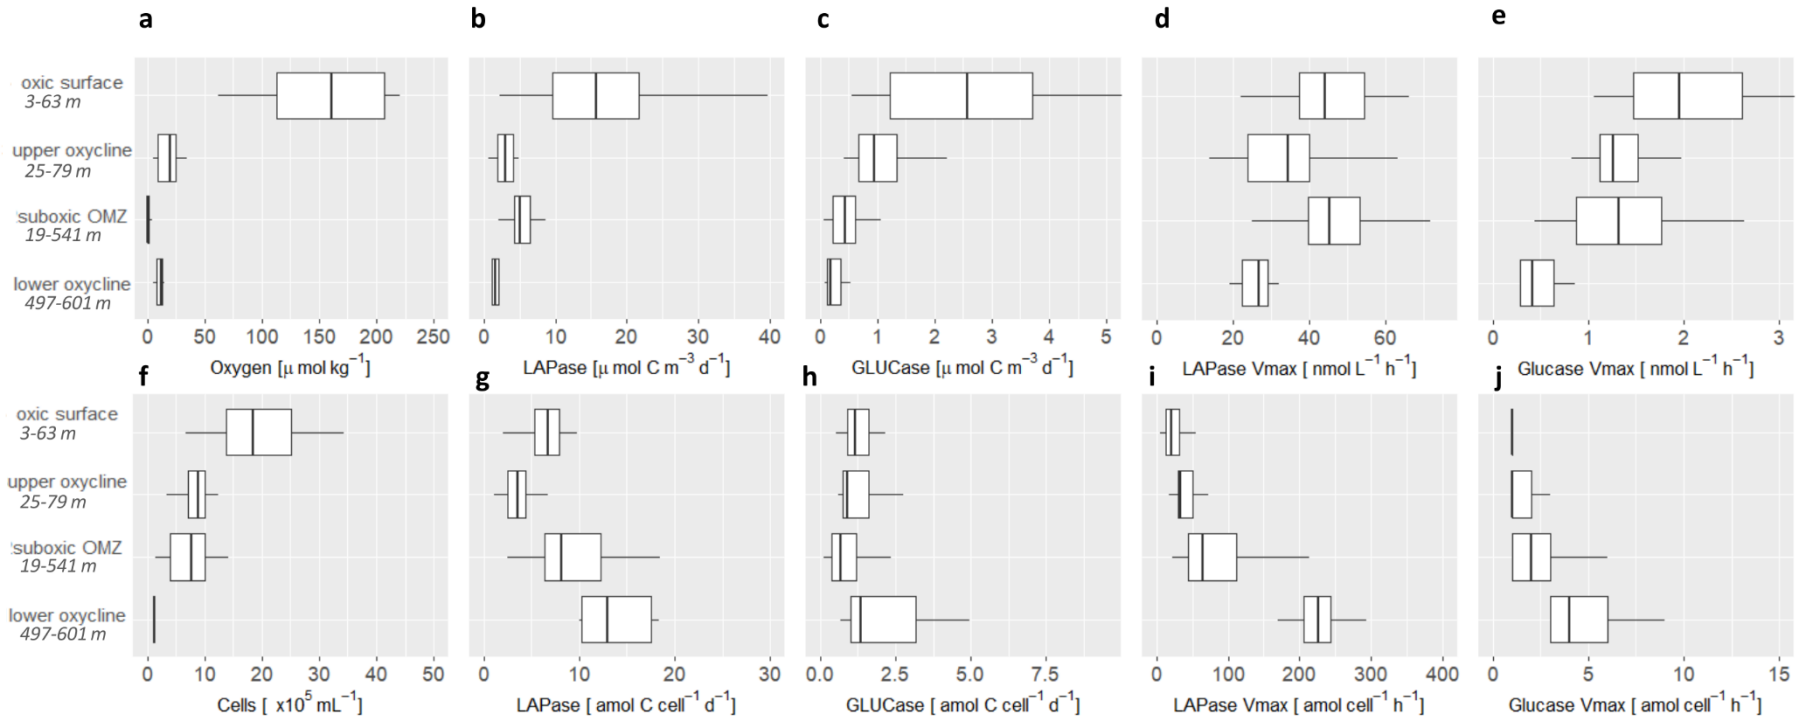 a b c d e
oxic surface
3-63 m
upper oxycline
25-79 m
suboxic OMZ
19-541 m
lower oxycline
497-601 m
0 50 100 150 200 250
0 10 20 30 40
0 1 2 3 4 5
0 20 40 60
0 1 2 3
Oxygen [µ mol kg⁻¹]
LAPase [µ mol C m⁻³ d⁻¹]
GLUCase [µ mol C m⁻³ d⁻¹]
LAPase Vmax [ nmol L⁻¹ h⁻¹]
Glucase Vmax [ nmol L⁻¹ h⁻¹]
f g h i j
oxic surface
3-63 m
upper oxycline
25-79 m
suboxic OMZ
19-541 m
lower oxycline
497-601 m
0 10 20 30 40 50
0 10 20 30
0.0 2.5 5.0 7.5
0 100 200 300 400
0 5 10 15
Cells [ x10⁵ mL⁻¹]
LAPase [ amol C cell⁻¹ d⁻¹]
GLUCase [ amol C cell⁻¹ d⁻¹]
LAPase Vmax [ amol cell⁻¹ h⁻¹]
Glucase Vmax [ amol cell⁻¹ h⁻¹]